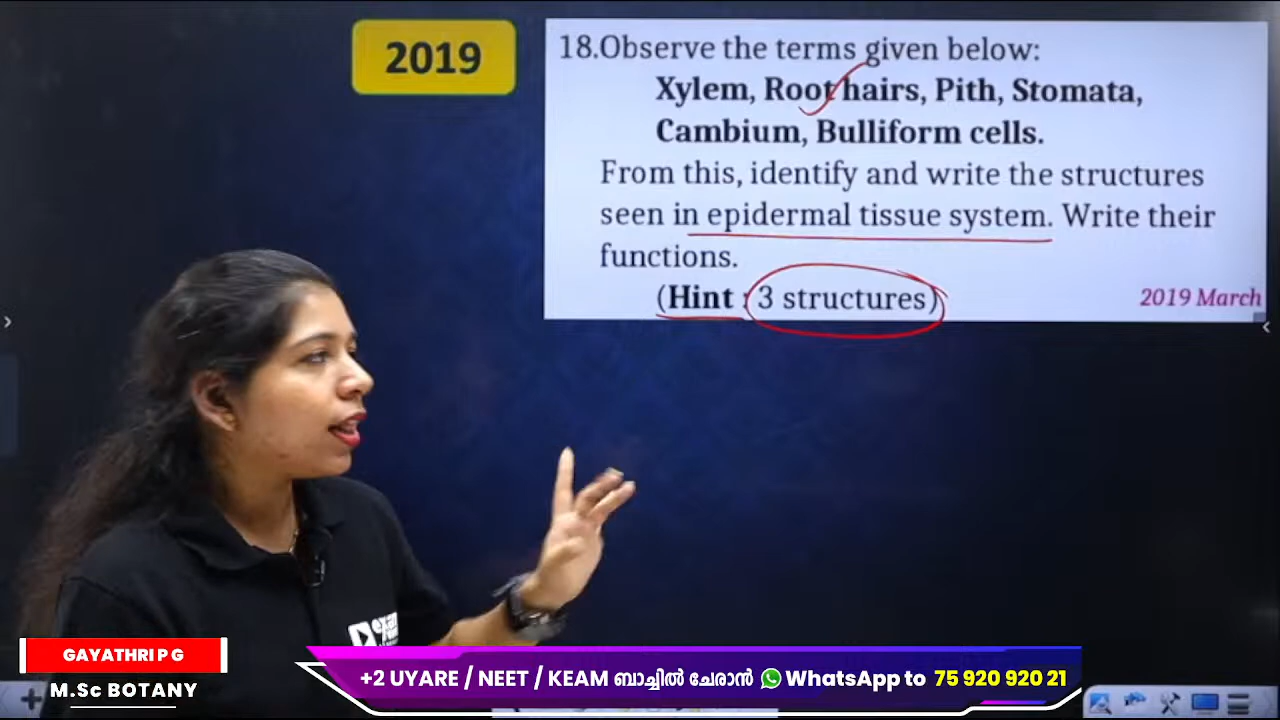 2019
18.Observe the terms given below:
Xylem, Root hairs, Pith, Stomata,
Cambium, Bulliform cells.
From this, identify and write the structures
seen in epidermal tissue system. Write their
functions.
(Hint : 3 structures)
2019 March
GAYATHRI P G
M.Sc BOTANY
+2 UYARE / NEET / KEAM ബാച്ചിൽ ചേരാൻ WhatsApp to 75 920 920 21